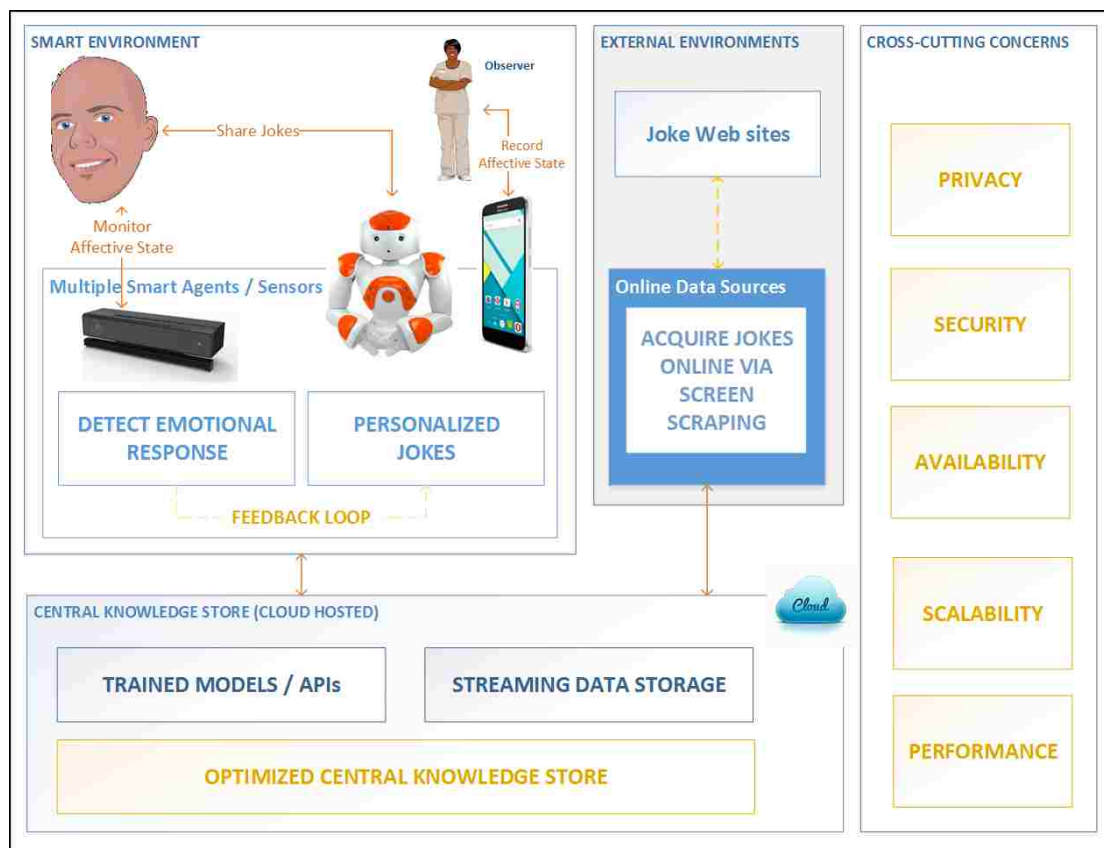 SMART ENVIRONMENT
Observer
Share Jokes
Record
Affective State
Monitor
Affective State
Multiple Smart Agents / Sensors
DETECT EMOTIONAL
RESPONSE
PERSONALIZED
JOKES
FEEDBACK LOOP
EXTERNAL ENVIRONMENTS
Joke Web sites
Online Data Sources
ACQUIRE JOKES
ONLINE VIA
SCREEN
SCRAPING
CROSS-CUTTING CONCERNS
PRIVACY
SECURITY
AVAILABILITY
SCALABILITY
PERFORMANCE
CENTRAL KNOWLEDGE STORE (CLOUD HOSTED)
Cloud
TRAINED MODELS / APIs
STREAMING DATA STORAGE
OPTIMIZED CENTRAL KNOWLEDGE STORE